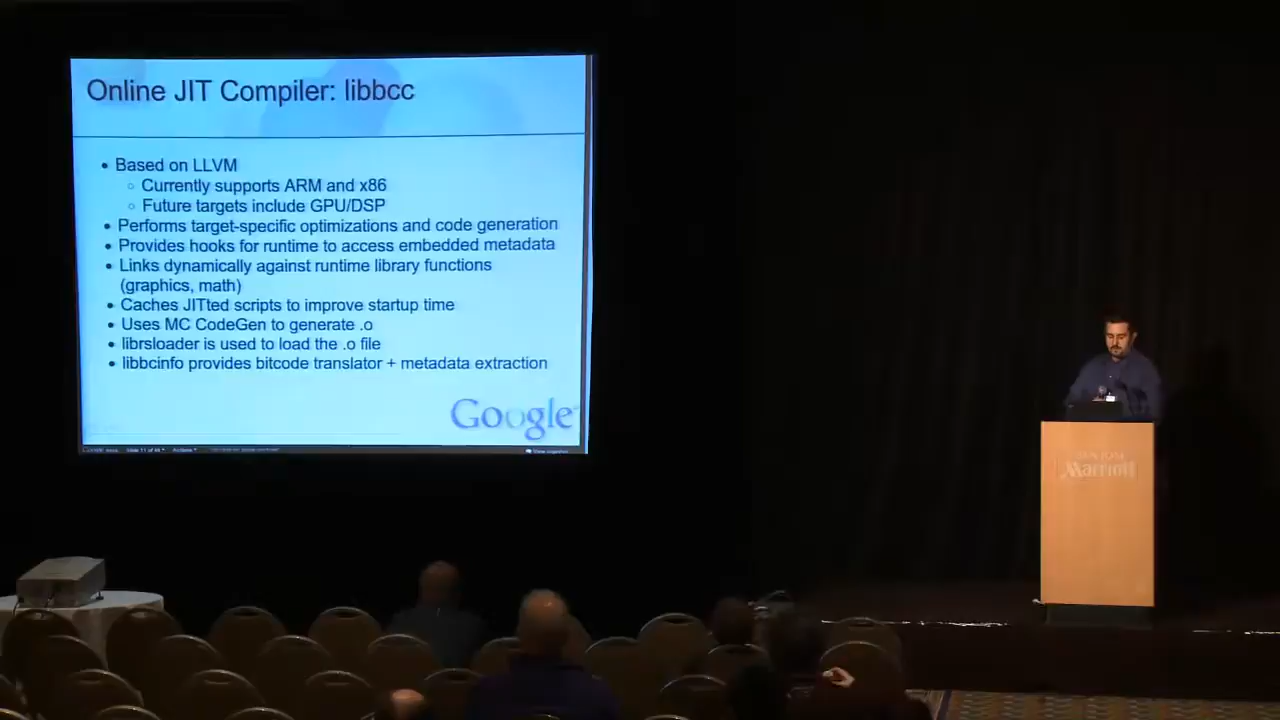 Online JIT Compiler: libbcc
• Based on LLVM
○ Currently supports ARM and x86
○ Future targets include GPU/DSP
• Performs target-specific optimizations and code generation
• Provides hooks for runtime to access embedded metadata
• Links dynamically against runtime library functions
(graphics, math)
• Caches JITted scripts to improve startup time
• Uses MC CodeGen to generate .o
• librsloader is used to load the .o file
• libbcinfo provides bitcode translator + metadata extraction
Google
Actions
SAN JOSE
Marriott